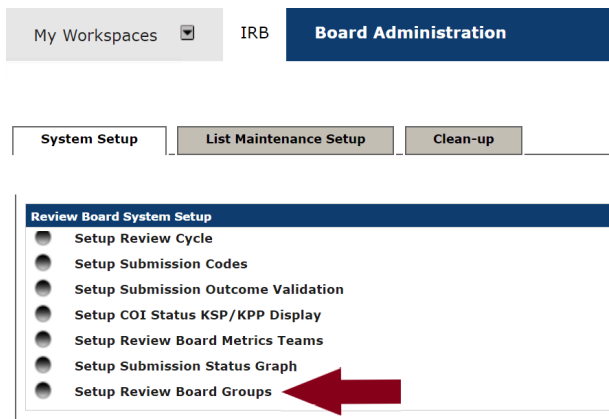 My Workspaces IRB Board Administration
System Setup List Maintenance Setup Clean-up
Review Board System Setup
Setup Review Cycle
Setup Submission Codes
Setup Submission Outcome Validation
Setup COI Status KSP/KPP Display
Setup Review Board Metrics Teams
Setup Submission Status Graph
Setup Review Board Groups